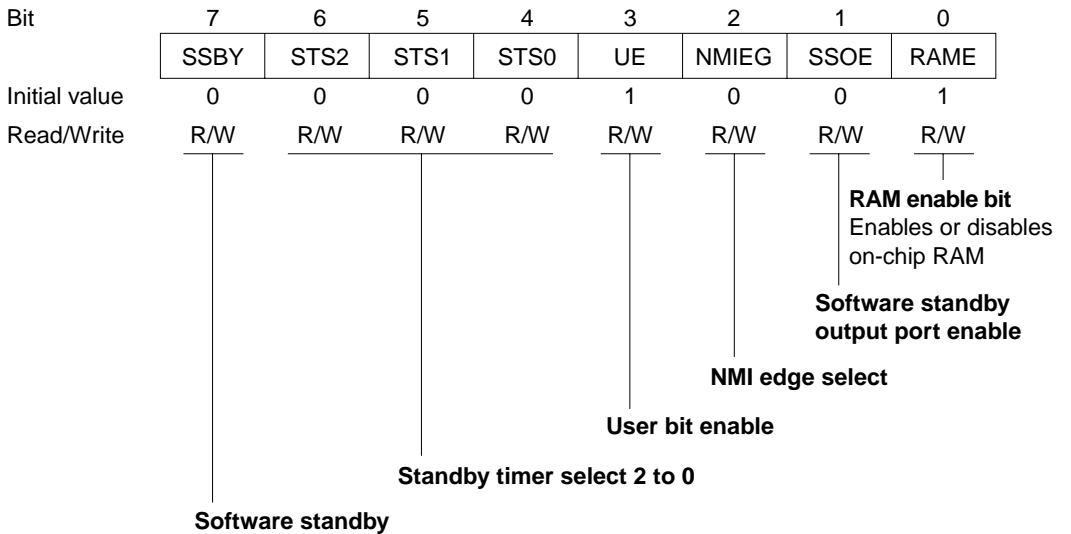 Bit 7 6 5 4 3 2 1 0
SSBY STS2 STS1 STS0 UE NMIEG SSOE RAME
Initial value 0 0 0 0 1 0 0 1
Read/Write R/W R/W R/W R/W R/W R/W R/W R/W
RAM enable bit
Enables or disables
on-chip RAM
Software standby
output port enable
NMI edge select
User bit enable
Standby timer select 2 to 0
Software standby